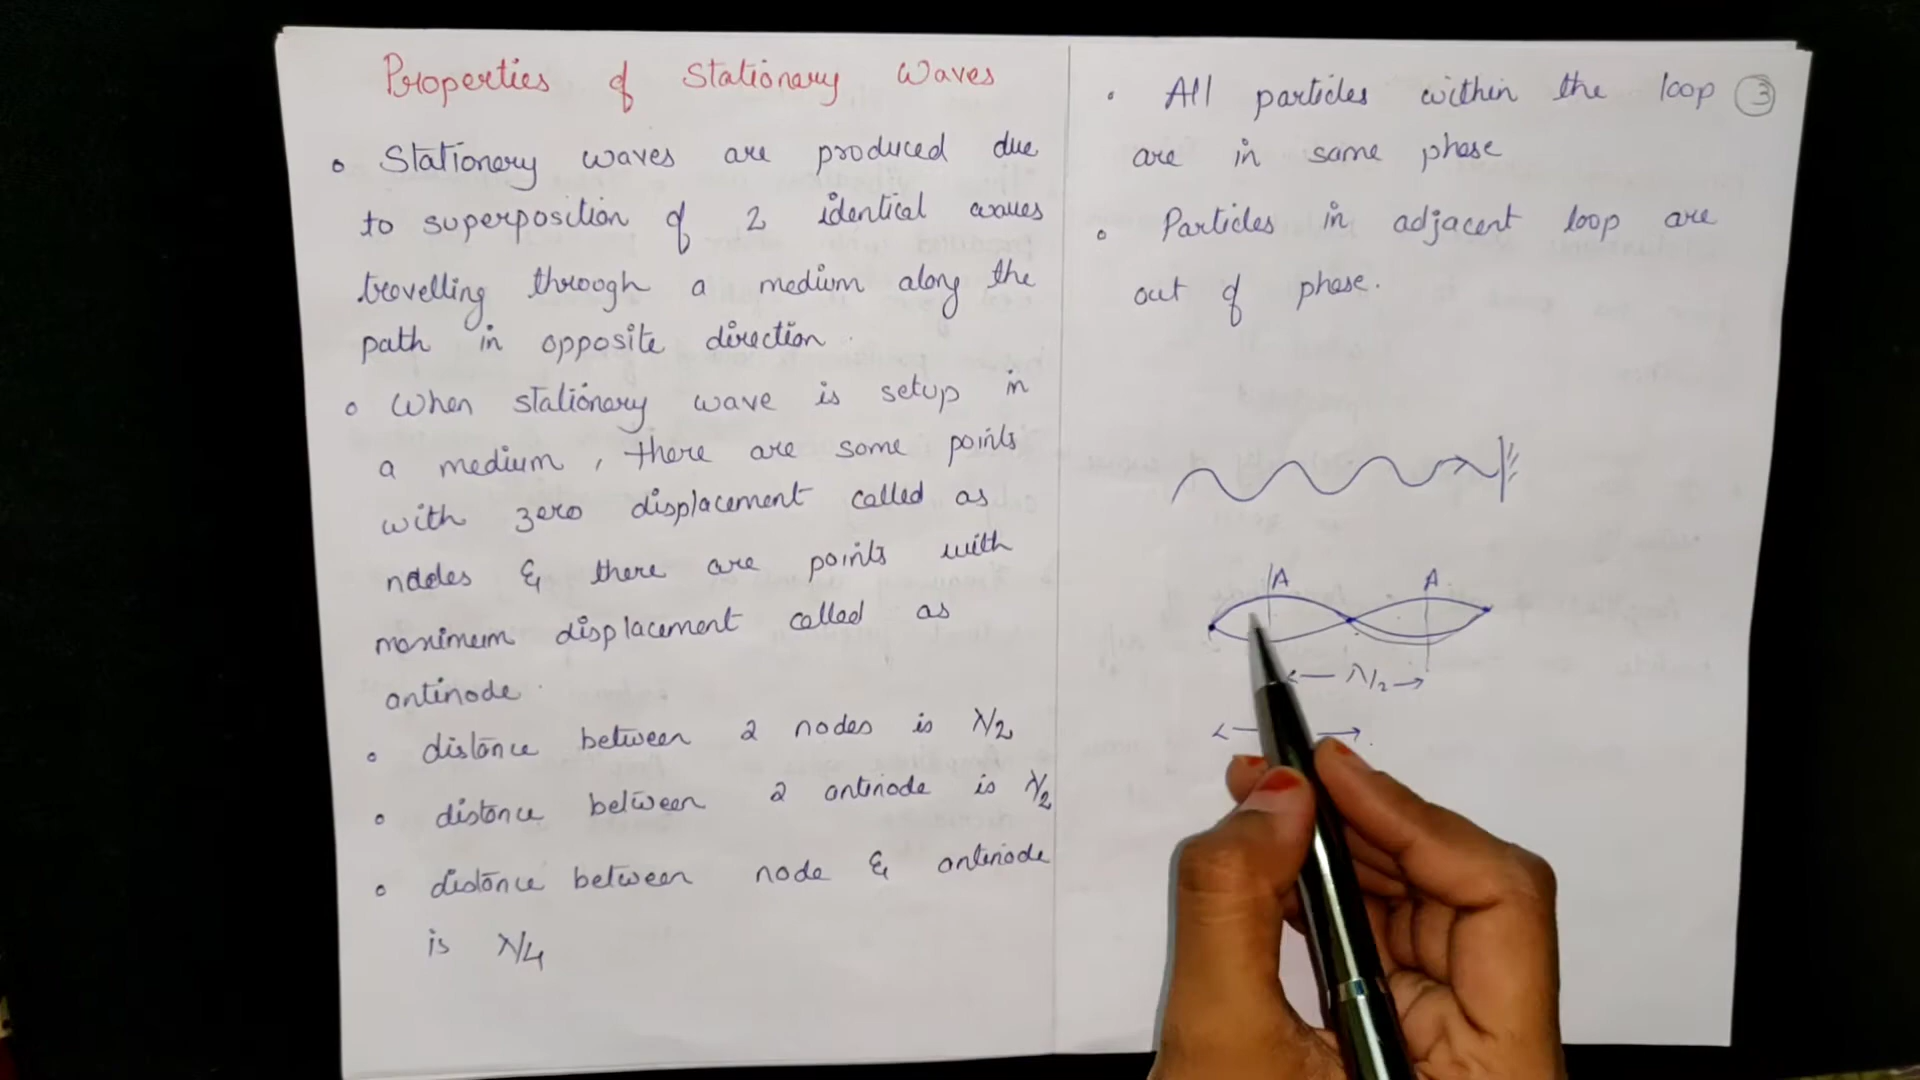 Properties of Stationary Waves
Stationary waves are produced due
to superposition of 2 identical waves
travelling through a medium along the
path in opposite direction.
When stationary wave is setup in
a medium, there are some points
with zero displacement called as
nodes & there are points with
maximum displacement called as
antinode.
distance between 2 nodes is λ/2
distance between 2 antinode is λ/2
distance between node & antinode
is λ/4
All particles within the loop 3
are in same phase
Particles in adjacent loop are
out of phase.
A A
λ/2